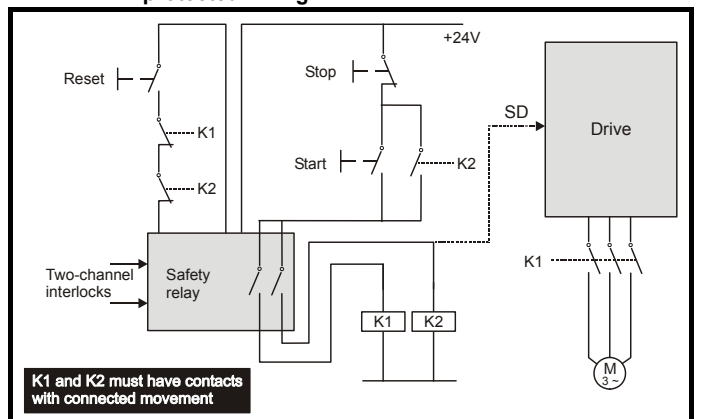 +24V
Reset
Stop
SD
Drive
K1
Start
K2
K2
K1
Two-channel
interlocks
Safety
relay
K1
K2
M
3 ~
K1 and K2 must have contacts
with connected movement